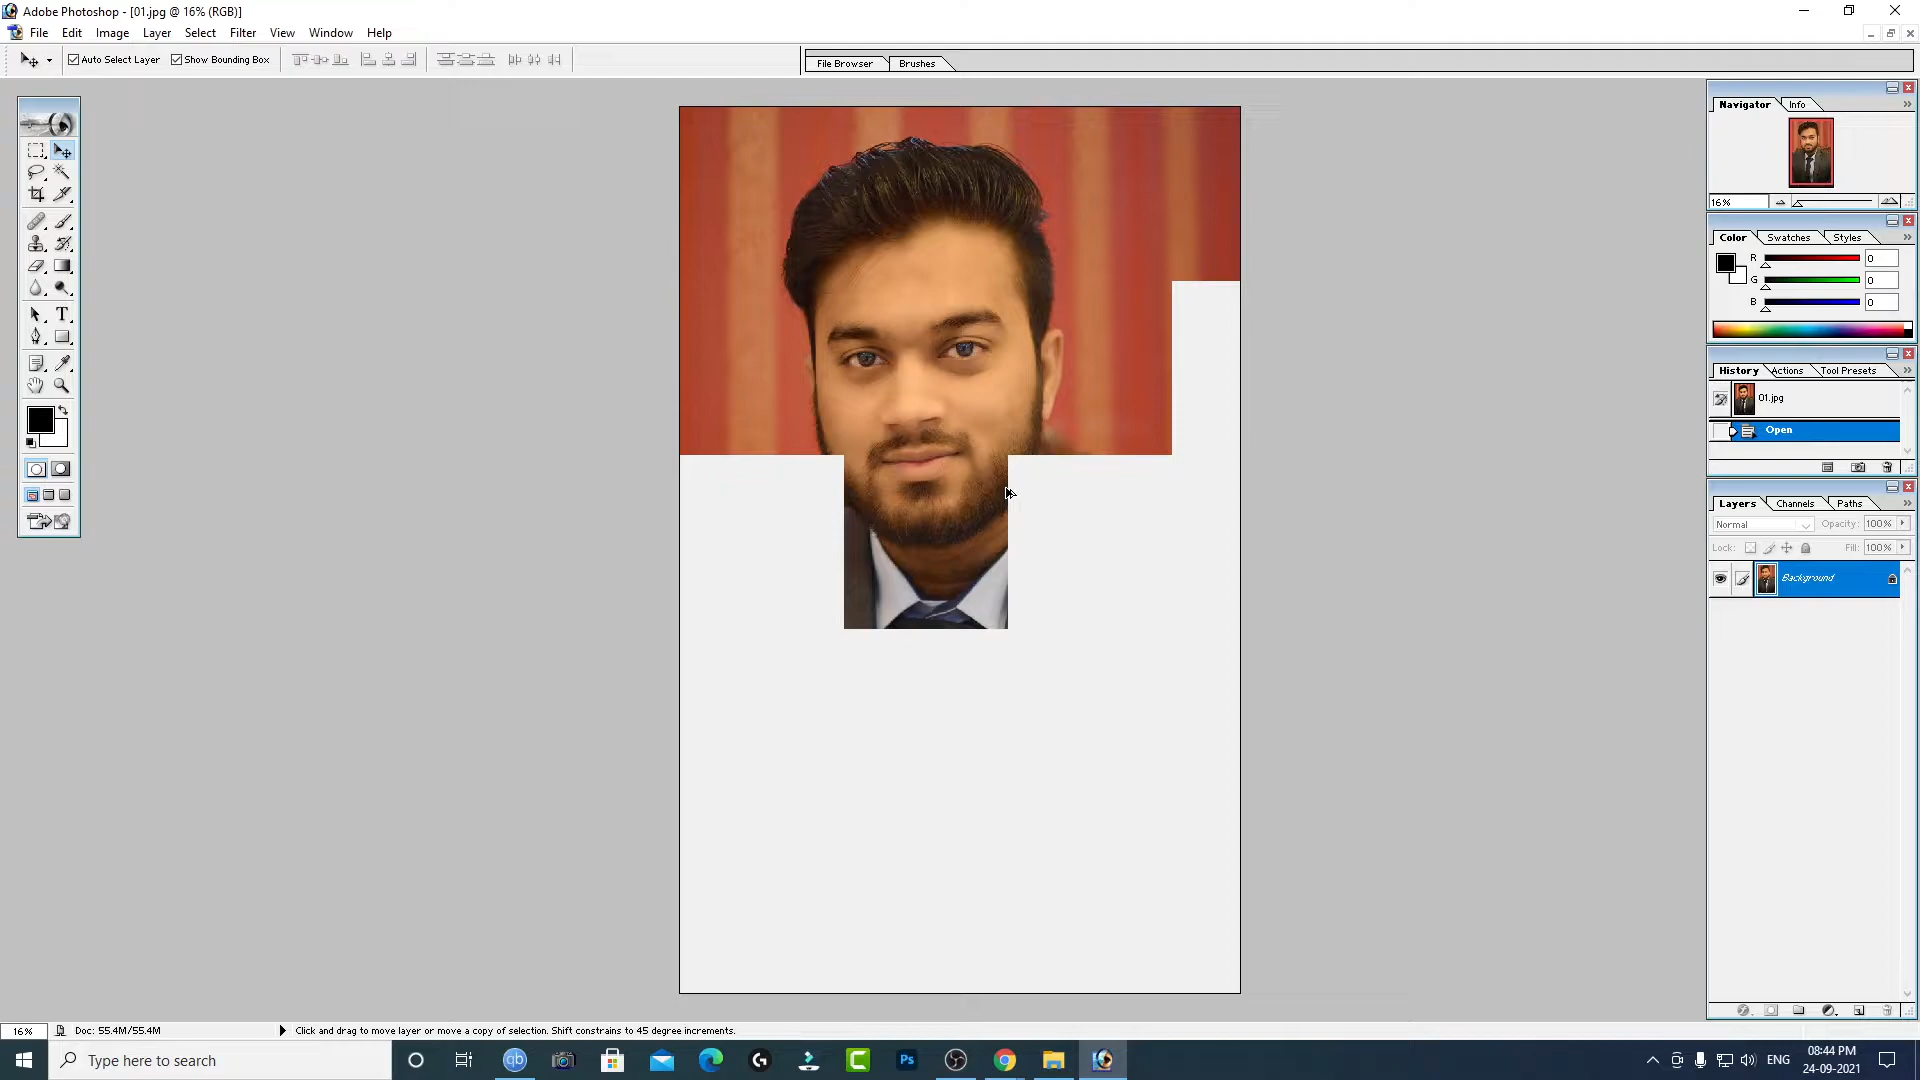 Adobe Photoshop - [01.jpg @ 16% (RGB)]
File Edit Image Layer Select Filter View Window Help
Auto Select Layer Show Bounding Box
File Browser Brushes
Navigator Info
16%
Color Swatches Styles
R 0
G 0
B 0
History Actions Tool Presets
01.jpg
Open
Layers Channels Paths
Normal Opacity: 100%
Lock: Fill: 100%
Background
16% Doc: 55.4M/55.4M Click and drag to move layer or move a copy of selection. Shift constrains to 45 degree increments.
Type here to search
qb
Ps
ENG
08:44 PM
24-09-2021